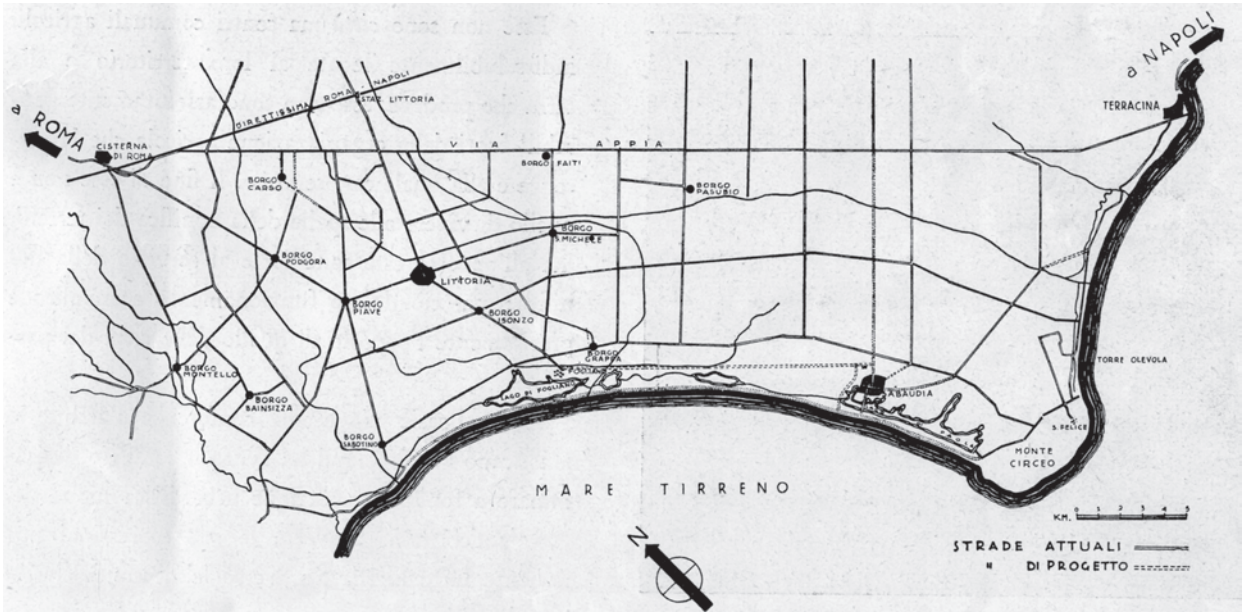 a NAPOLI
a ROMA
DIRETTISSIMA ROMA - NAPOLI
STAZ. LITTORIA
TERRACINA
CISTERNA
DI ROMA
VIA APPIA
BORGO FAITI
BORGO
CARSO
BORGO
PASUBIO
BORGO
S. MICHELE
BORGO
PODGORA
LITTORIA
BORGO
PIAVE
BORGO
ISONZO
BORGO
GRAPPA
TORRE OLEVOLA
BORGO
MONTELLO
FOGLIANO
LAGO DI FOGLIANO
SABAUDIA
BORGO
BAINSIZZA
S. FELICE
BORGO
SABOTINO
MONTE
CIRCEO
MARE TIRRENO
KM. 0 1 2 3 4 5
N
STRADE ATTUALI
" DI PROGETTO